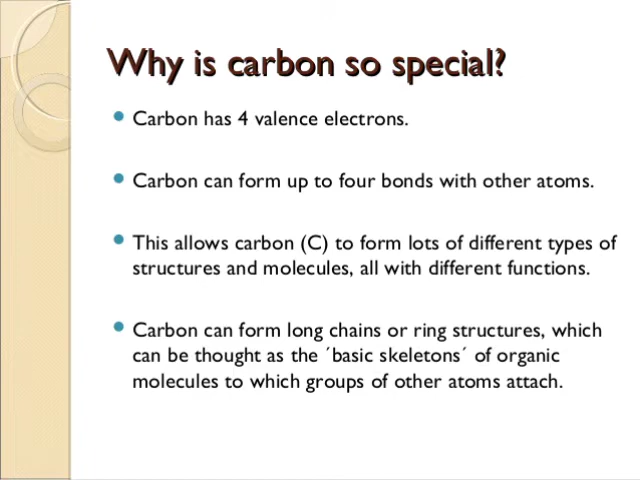 Why is carbon so special?
Carbon has 4 valence electrons.
Carbon can form up to four bonds with other atoms.
This allows carbon (C) to form lots of different types of
structures and molecules, all with different functions.
Carbon can form long chains or ring structures, which
can be thought as the ´basic skeletons´ of organic
molecules to which groups of other atoms attach.